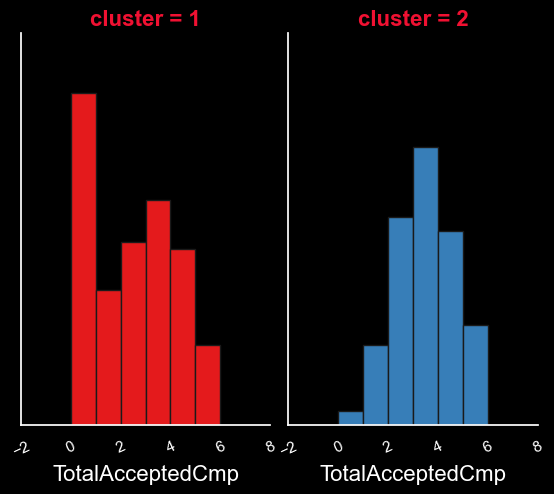 cluster = 1
cluster = 2
−2 0 2 4 6 8
−2 0 2 4 6 8
TotalAcceptedCmp
TotalAcceptedCmp